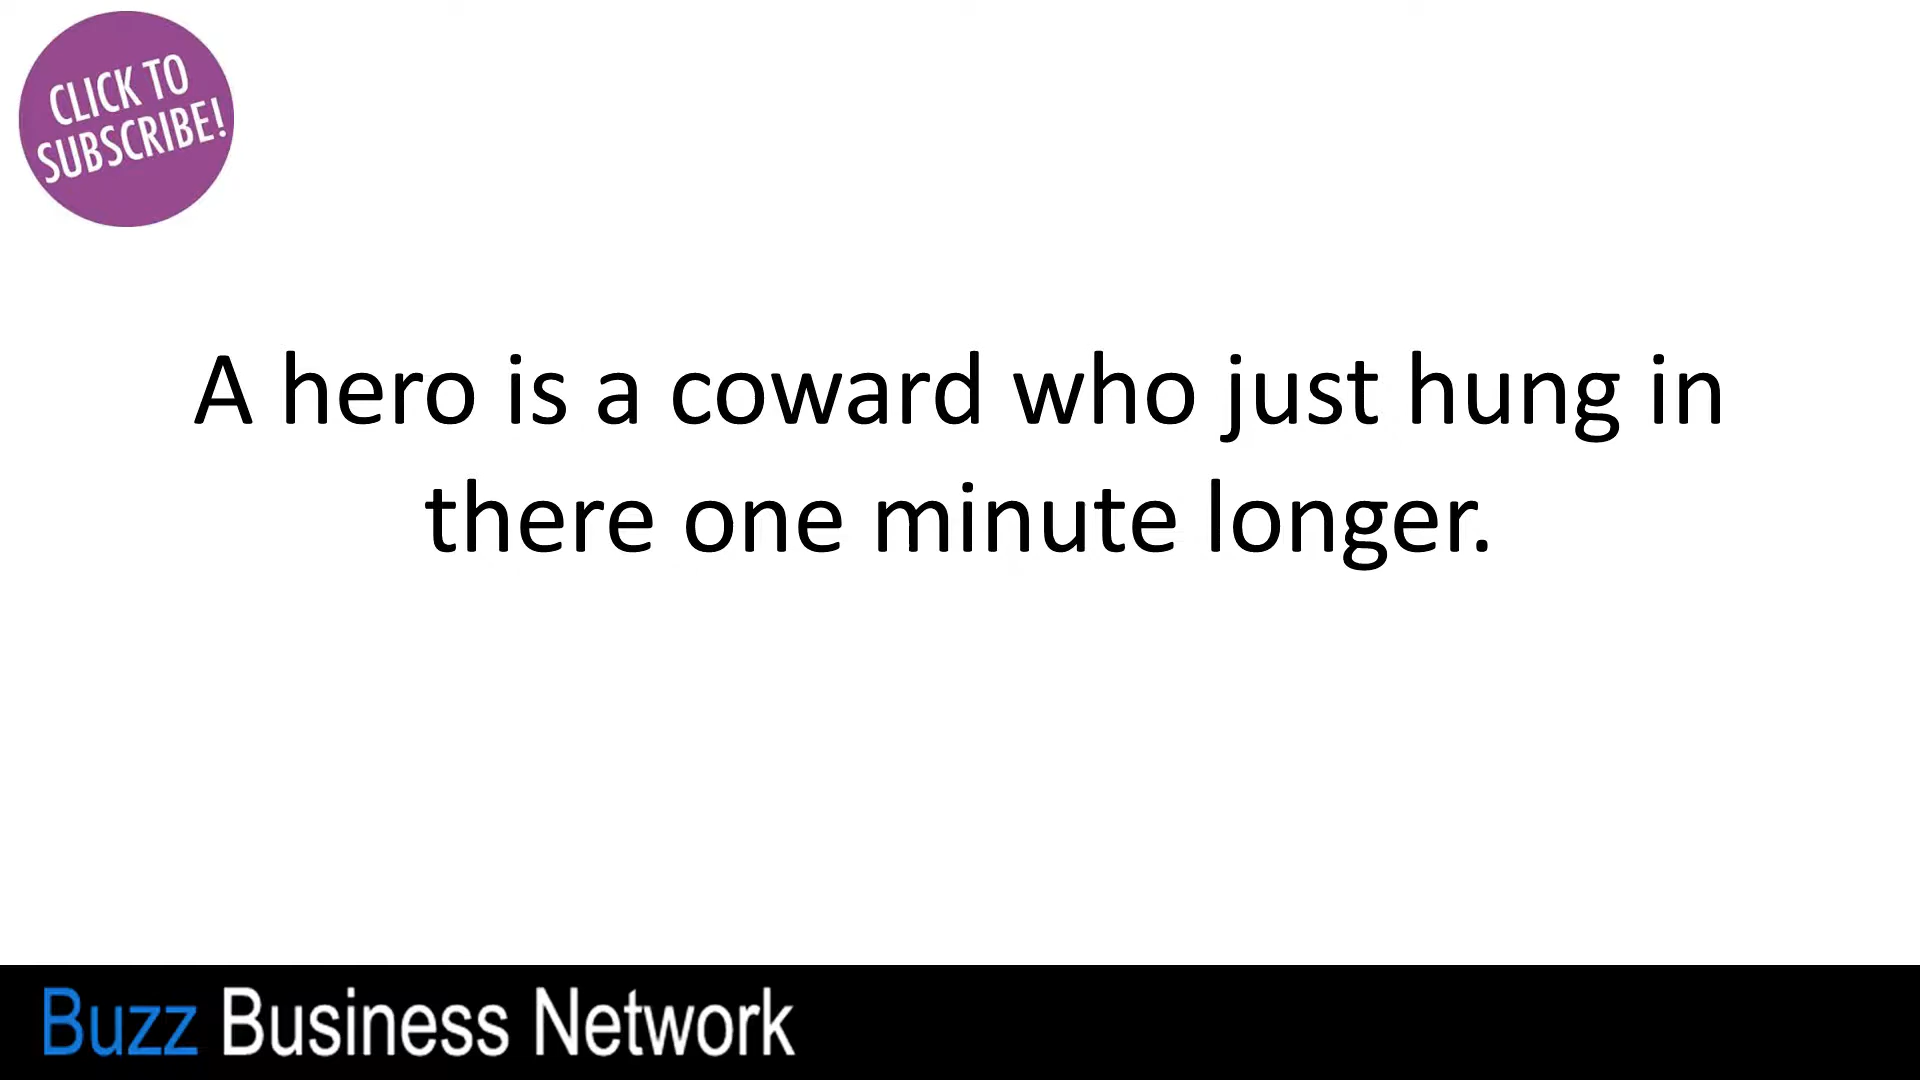 CLICK TO
SUBSCRIBE!
A hero is a coward who just hung in
there one minute longer.
Buzz Business Network